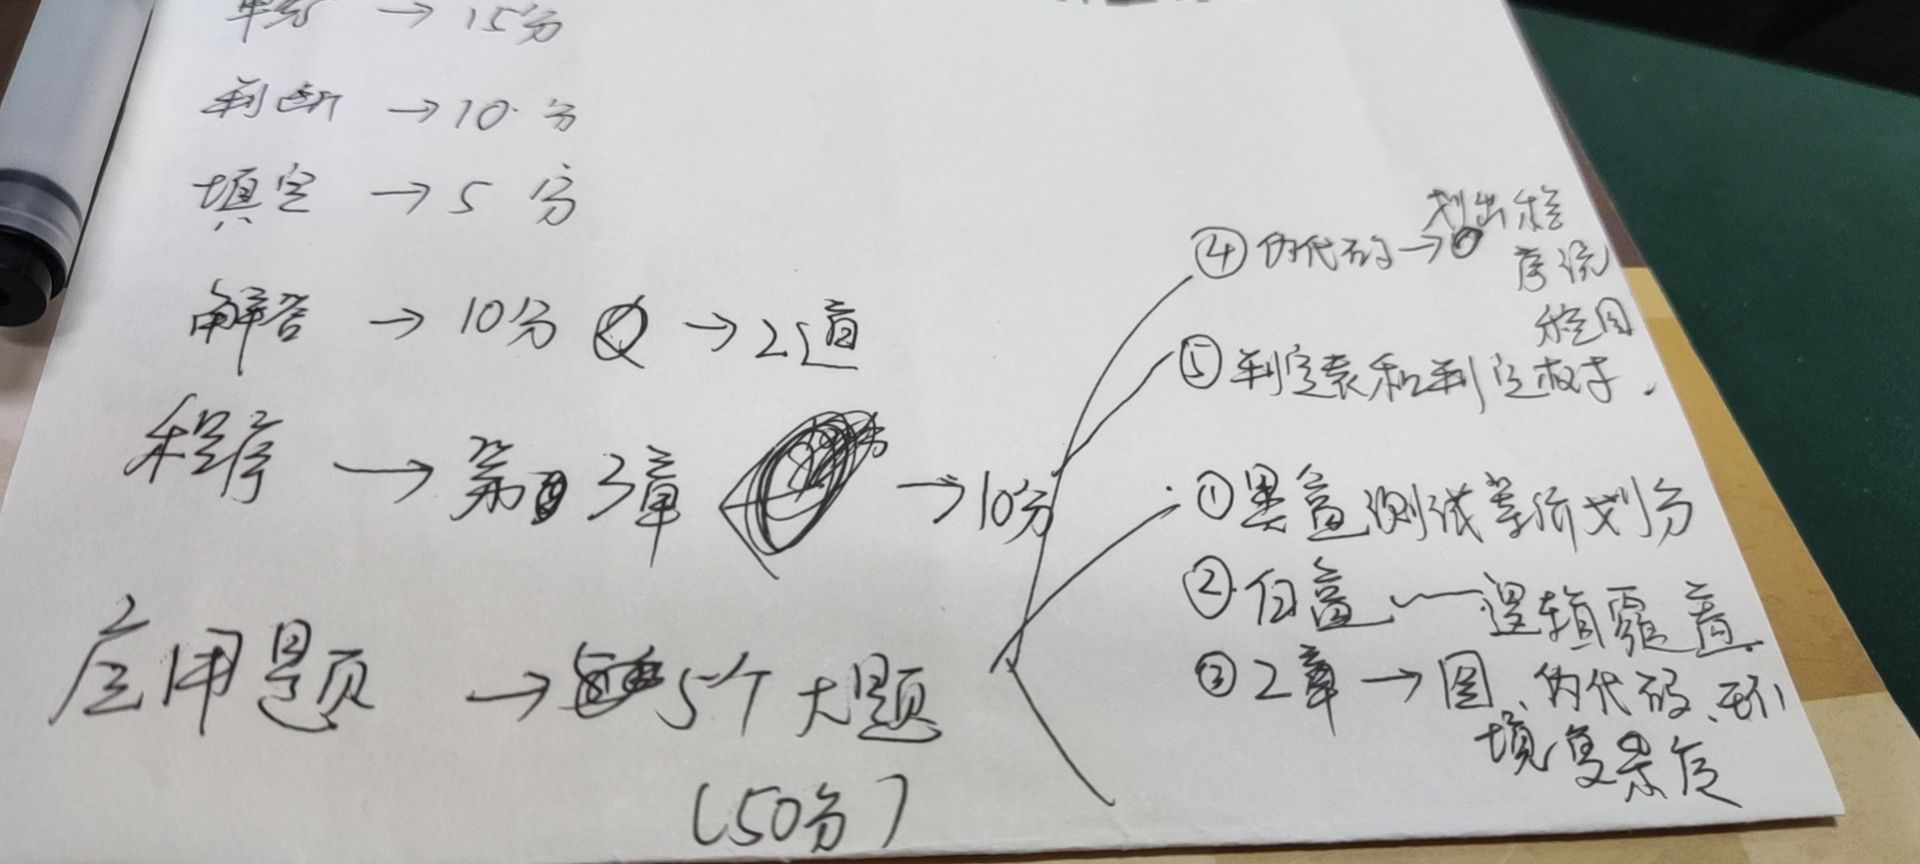 单 → 15分
判断 → 10分
填空 → 5分
解答 → 10分 → 2道
程序 → 第3章 → 10分
应用题 → 5个大题
(50分)
④伪代码 → 划出程
序流
程图
⑤判定表和判定树.
①黑盒测试等价划分
②白盒 — 逻辑覆盖
③2章 → 图、伪代码、
填复杂度